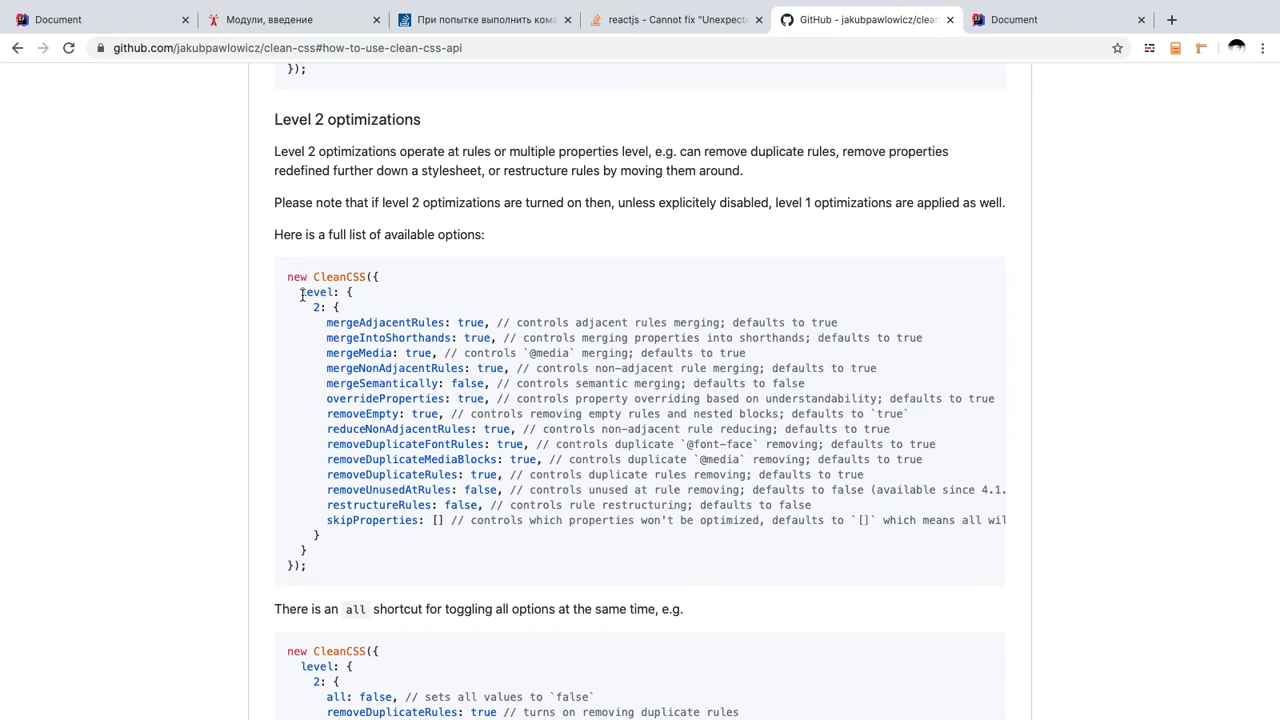 Document
Модули, введение
При попытке выполнить кома
reactjs - Cannot fix "Unexpecte
GitHub - jakubpawlowicz/clean-
Document
github.com/jakubpawlowicz/clean-css#how-to-use-clean-css-api
});
Level 2 optimizations
Level 2 optimizations operate at rules or multiple properties level, e.g. can remove duplicate rules, remove properties
redefined further down a stylesheet, or restructure rules by moving them around.
Please note that if level 2 optimizations are turned on then, unless explicitely disabled, level 1 optimizations are applied as well.
Here is a full list of available options:
new CleanCSS({
level: {
2: {
mergeAdjacentRules: true, // controls adjacent rules merging; defaults to true
mergeIntoShorthands: true, // controls merging properties into shorthands; defaults to true
mergeMedia: true, // controls `@media` merging; defaults to true
mergeNonAdjacentRules: true, // controls non-adjacent rule merging; defaults to true
mergeSemantically: false, // controls semantic merging; defaults to false
overrideProperties: true, // controls property overriding based on understandability; defaults to true
removeEmpty: true, // controls removing empty rules and nested blocks; defaults to `true`
reduceNonAdjacentRules: true, // controls non-adjacent rule reducing; defaults to true
removeDuplicateFontRules: true, // controls duplicate `@font-face` removing; defaults to true
removeDuplicateMediaBlocks: true, // controls duplicate `@media` removing; defaults to true
removeDuplicateRules: true, // controls duplicate rules removing; defaults to true
removeUnusedAtRules: false, // controls unused at rule removing; defaults to false (available since 4.1.
restructureRules: false, // controls rule restructuring; defaults to false
skipProperties: [] // controls which properties won't be optimized, defaults to `[]` which means all wil
}
}
});
There is an all shortcut for toggling all options at the same time, e.g.
new CleanCSS({
level: {
2: {
all: false, // sets all values to `false`
removeDuplicateRules: true // turns on removing duplicate rules